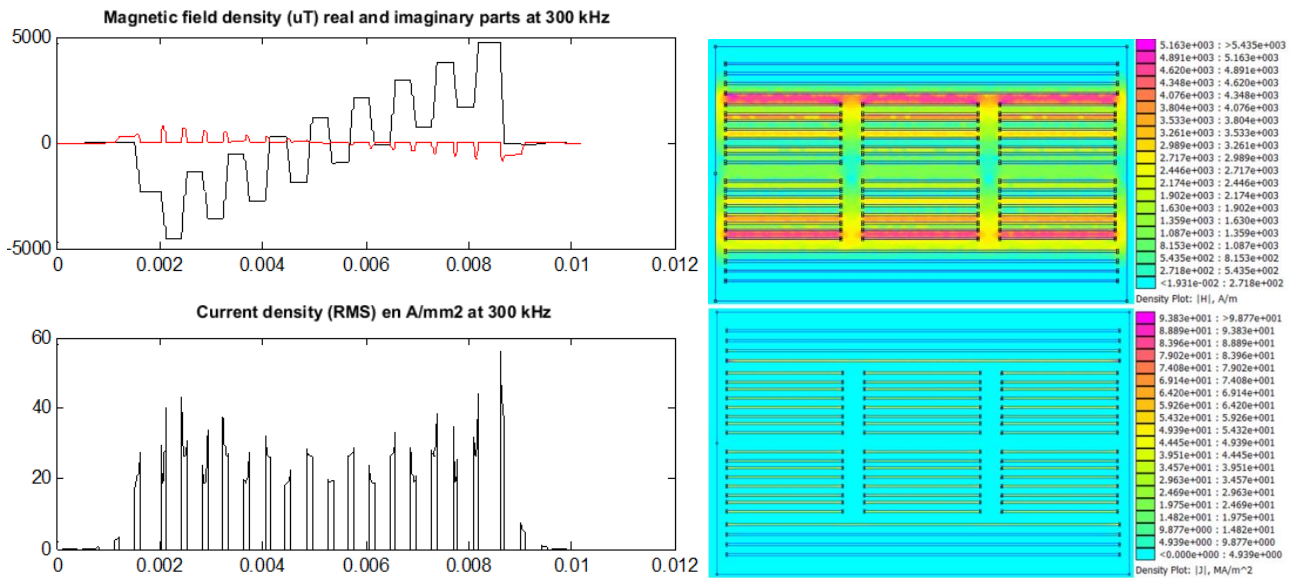 Magnetic field density (uT) real and imaginary parts at 300 kHz
5000
0
-5000
0
0.002
0.004
0.006
0.008
0.01
0.012
5.163e+003 : >5.435e+003
4.891e+003 : 5.163e+003
4.620e+003 : 4.891e+003
4.348e+003 : 4.620e+003
4.076e+003 : 4.348e+003
3.804e+003 : 4.076e+003
3.533e+003 : 3.804e+003
3.261e+003 : 3.533e+003
2.989e+003 : 3.261e+003
2.717e+003 : 2.989e+003
2.446e+003 : 2.717e+003
2.174e+003 : 2.446e+003
1.902e+003 : 2.174e+003
1.630e+003 : 1.902e+003
1.359e+003 : 1.630e+003
1.087e+003 : 1.359e+003
8.153e+002 : 1.087e+003
5.435e+002 : 8.153e+002
2.718e+002 : 5.435e+002
<1.931e-002 : 2.718e+002
Density Plot: |H|, A/m
Current density (RMS) en A/mm2 at 300 kHz
60
40
20
0
0
0.002
0.004
0.006
0.008
0.01
0.012
9.383e+001 : >9.877e+001
8.889e+001 : 9.383e+001
8.396e+001 : 8.889e+001
7.902e+001 : 8.396e+001
7.408e+001 : 7.902e+001
6.914e+001 : 7.408e+001
6.420e+001 : 6.914e+001
5.926e+001 : 6.420e+001
5.432e+001 : 5.926e+001
4.939e+001 : 5.432e+001
4.445e+001 : 4.939e+001
3.951e+001 : 4.445e+001
3.457e+001 : 3.951e+001
2.963e+001 : 3.457e+001
2.469e+001 : 2.963e+001
1.975e+001 : 2.469e+001
1.482e+001 : 1.975e+001
9.877e+000 : 1.482e+001
4.939e+000 : 9.877e+000
<0.000e+000 : 4.939e+000
Density Plot: |J|, MA/m^2